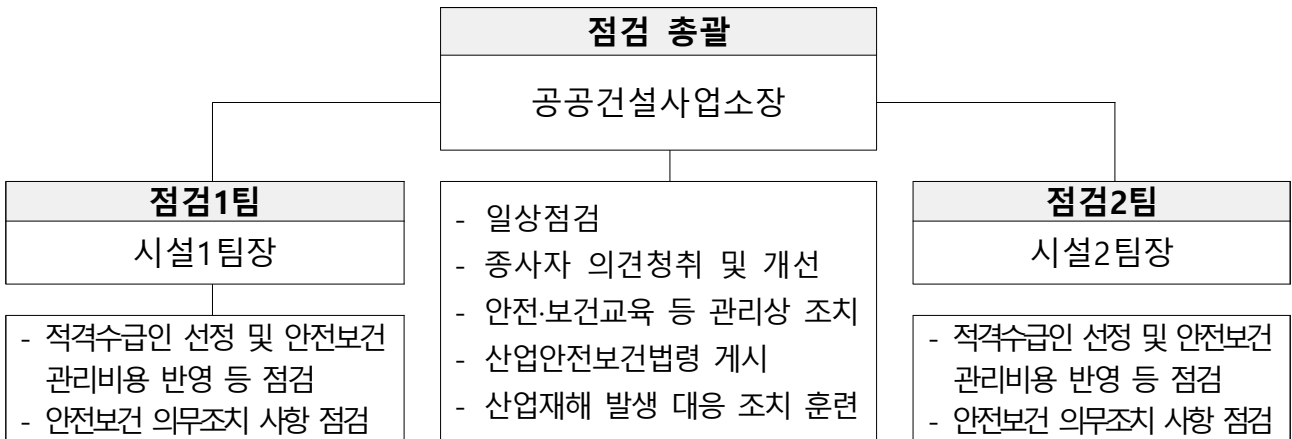 점검 총괄
공공건설사업소장
점검1팀
시설1팀장
- 적격수급인 선정 및 안전보건
관리비용 반영 등 점검
- 안전보건 의무조치 사항 점검
- 일상점검
- 종사자 의견청취 및 개선
- 안전·보건교육 등 관리상 조치
- 산업안전보건법령 게시
- 산업재해 발생 대응 조치 훈련
점검2팀
시설2팀장
- 적격수급인 선정 및 안전보건
관리비용 반영 등 점검
- 안전보건 의무조치 사항 점검